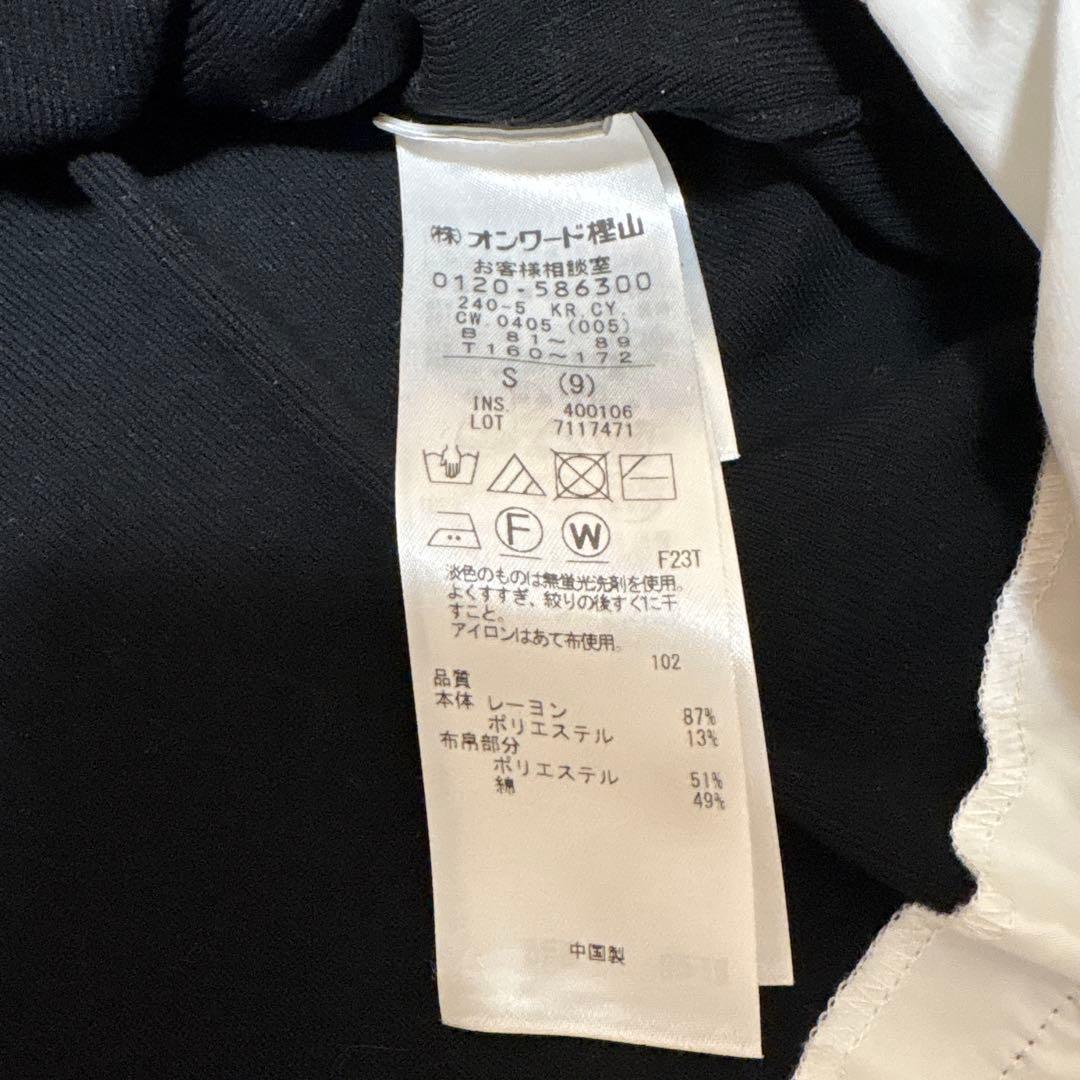 (株)オンワード樫山
お客様相談室
0120-586300
240-5 KR.CY.
CW.0405 (005)
B 81〜 89
T160〜172
S (9)
INS. 400106
LOT 7117471
F W F23T
淡色のものは無蛍光洗剤を使用。
よくすすぎ、絞りの後すぐに干
すこと。
アイロンはあて布使用。
102
品質
本体 レーヨン 87%
ポリエステル 13%
布帛部分
ポリエステル 51%
綿 49%
中国製